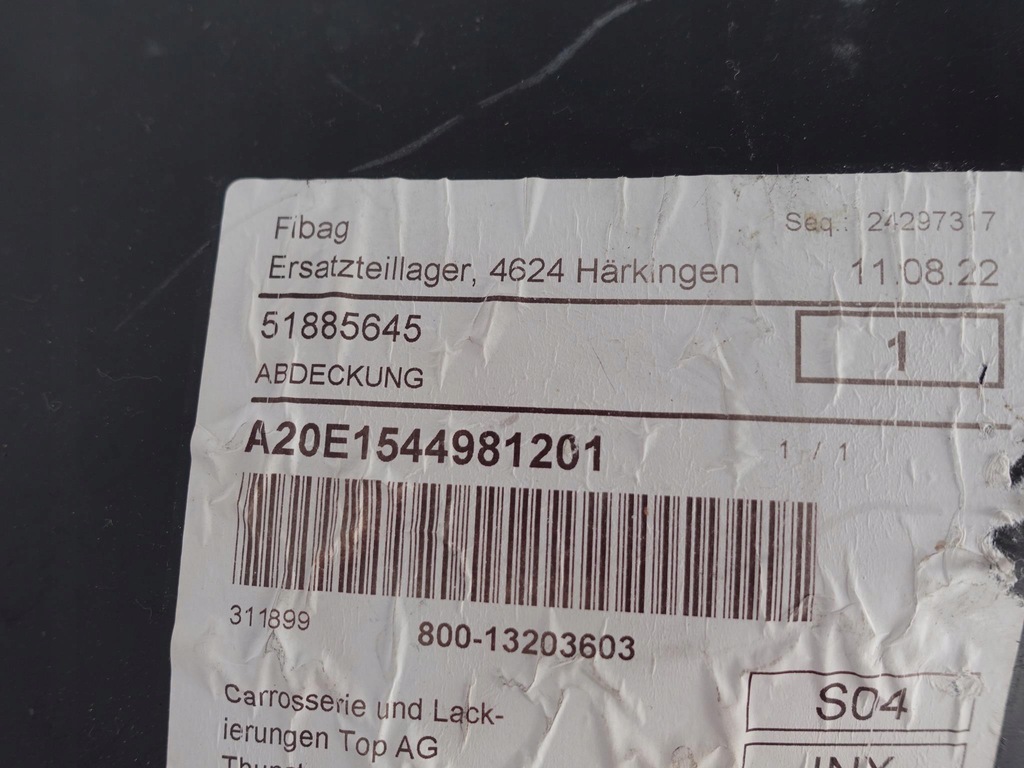 Fibag
Seq.: 24297317
Ersatzteillager, 4624 Härkingen
11.08.22
51885645
1
ABDECKUNG
A20E1544981201
1 / 1
311899
800-13203603
Carrosserie und Lack-
S04
ierungen Top AG